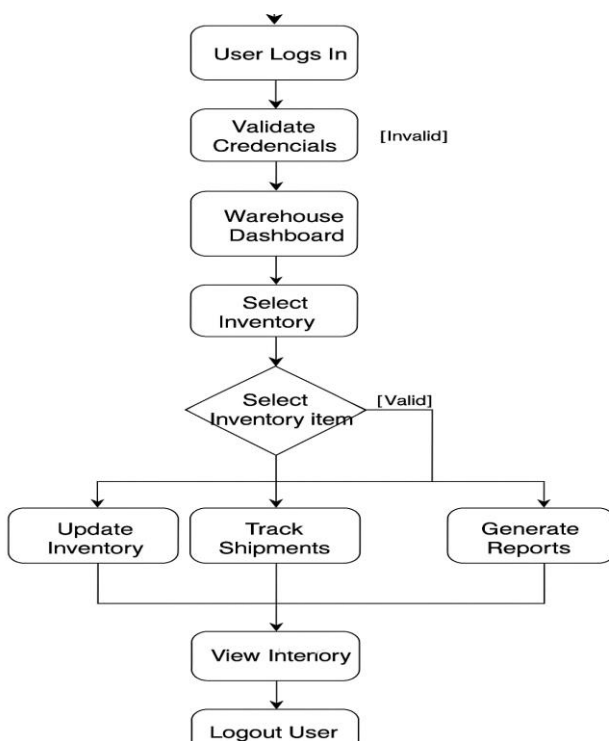 User Logs In
Validate
Credencials
[Invalid]
Warehouse
Dashboard
Select
Inventory
Select
Inventory item
[Valid]
Update
Inventory
Track
Shipments
Generate
Reports
View Interiory
Logout User